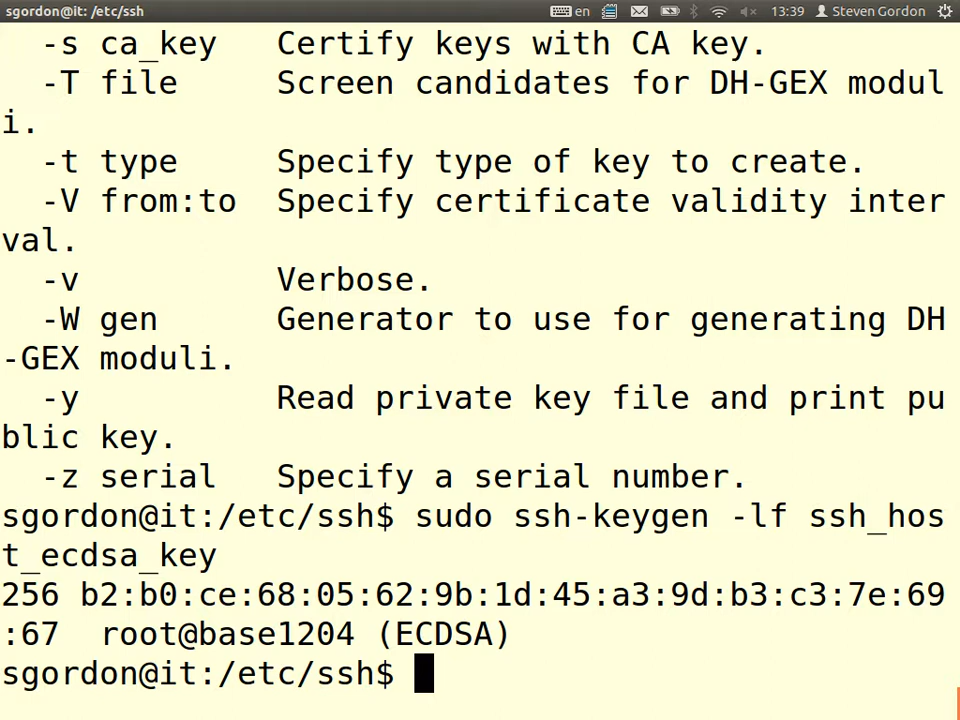 sgordon@it: /etc/ssh en 13:39 Steven Gordon
-s ca_key Certify keys with CA key.
-T file Screen candidates for DH-GEX modul
i.
-t type Specify type of key to create.
-V from:to Specify certificate validity inter
val.
-v Verbose.
-W gen Generator to use for generating DH
-GEX moduli.
-y Read private key file and print pu
blic key.
-z serial Specify a serial number.
sgordon@it:/etc/ssh$ sudo ssh-keygen -lf ssh_hos
t_ecdsa_key
256 b2:b0:ce:68:05:62:9b:1d:45:a3:9d:b3:c3:7e:69
:67 root@base1204 (ECDSA)
sgordon@it:/etc/ssh$